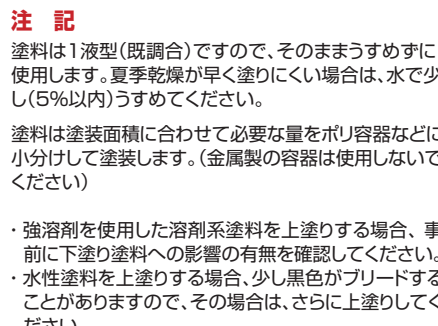 注 記
塗料は1液型(既調合)ですので、そのままうすめずに
使用します。夏季乾燥が早く塗りにくい場合は、水で少
し(5%以内)うすめてください。
塗料は塗装面積に合わせて必要な量をポリ容器などに
小分けして塗装します。(金属製の容器は使用しないで
ください)
・強溶剤を使用した溶剤系塗料を上塗りする場合、事
前に下塗り塗料への影響の有無を確認してください。
・水性塗料を上塗りする場合、少し黒色がブリードする
ことがありますので、その場合は、さらに上塗りしてく
ださい